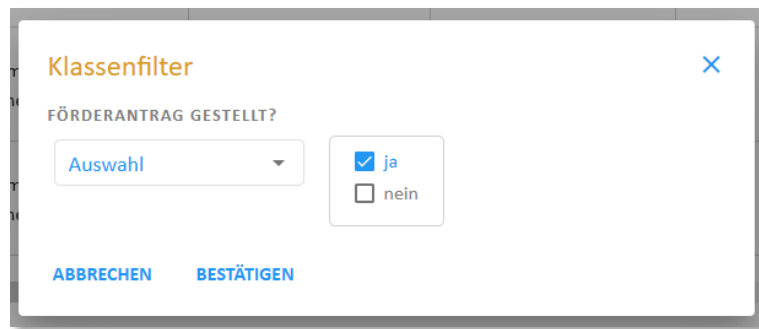 Klassenfilter
FÖRDERANTRAG GESTELLT?
Auswahl
ja
nein
ABBRECHEN BESTÄTIGEN